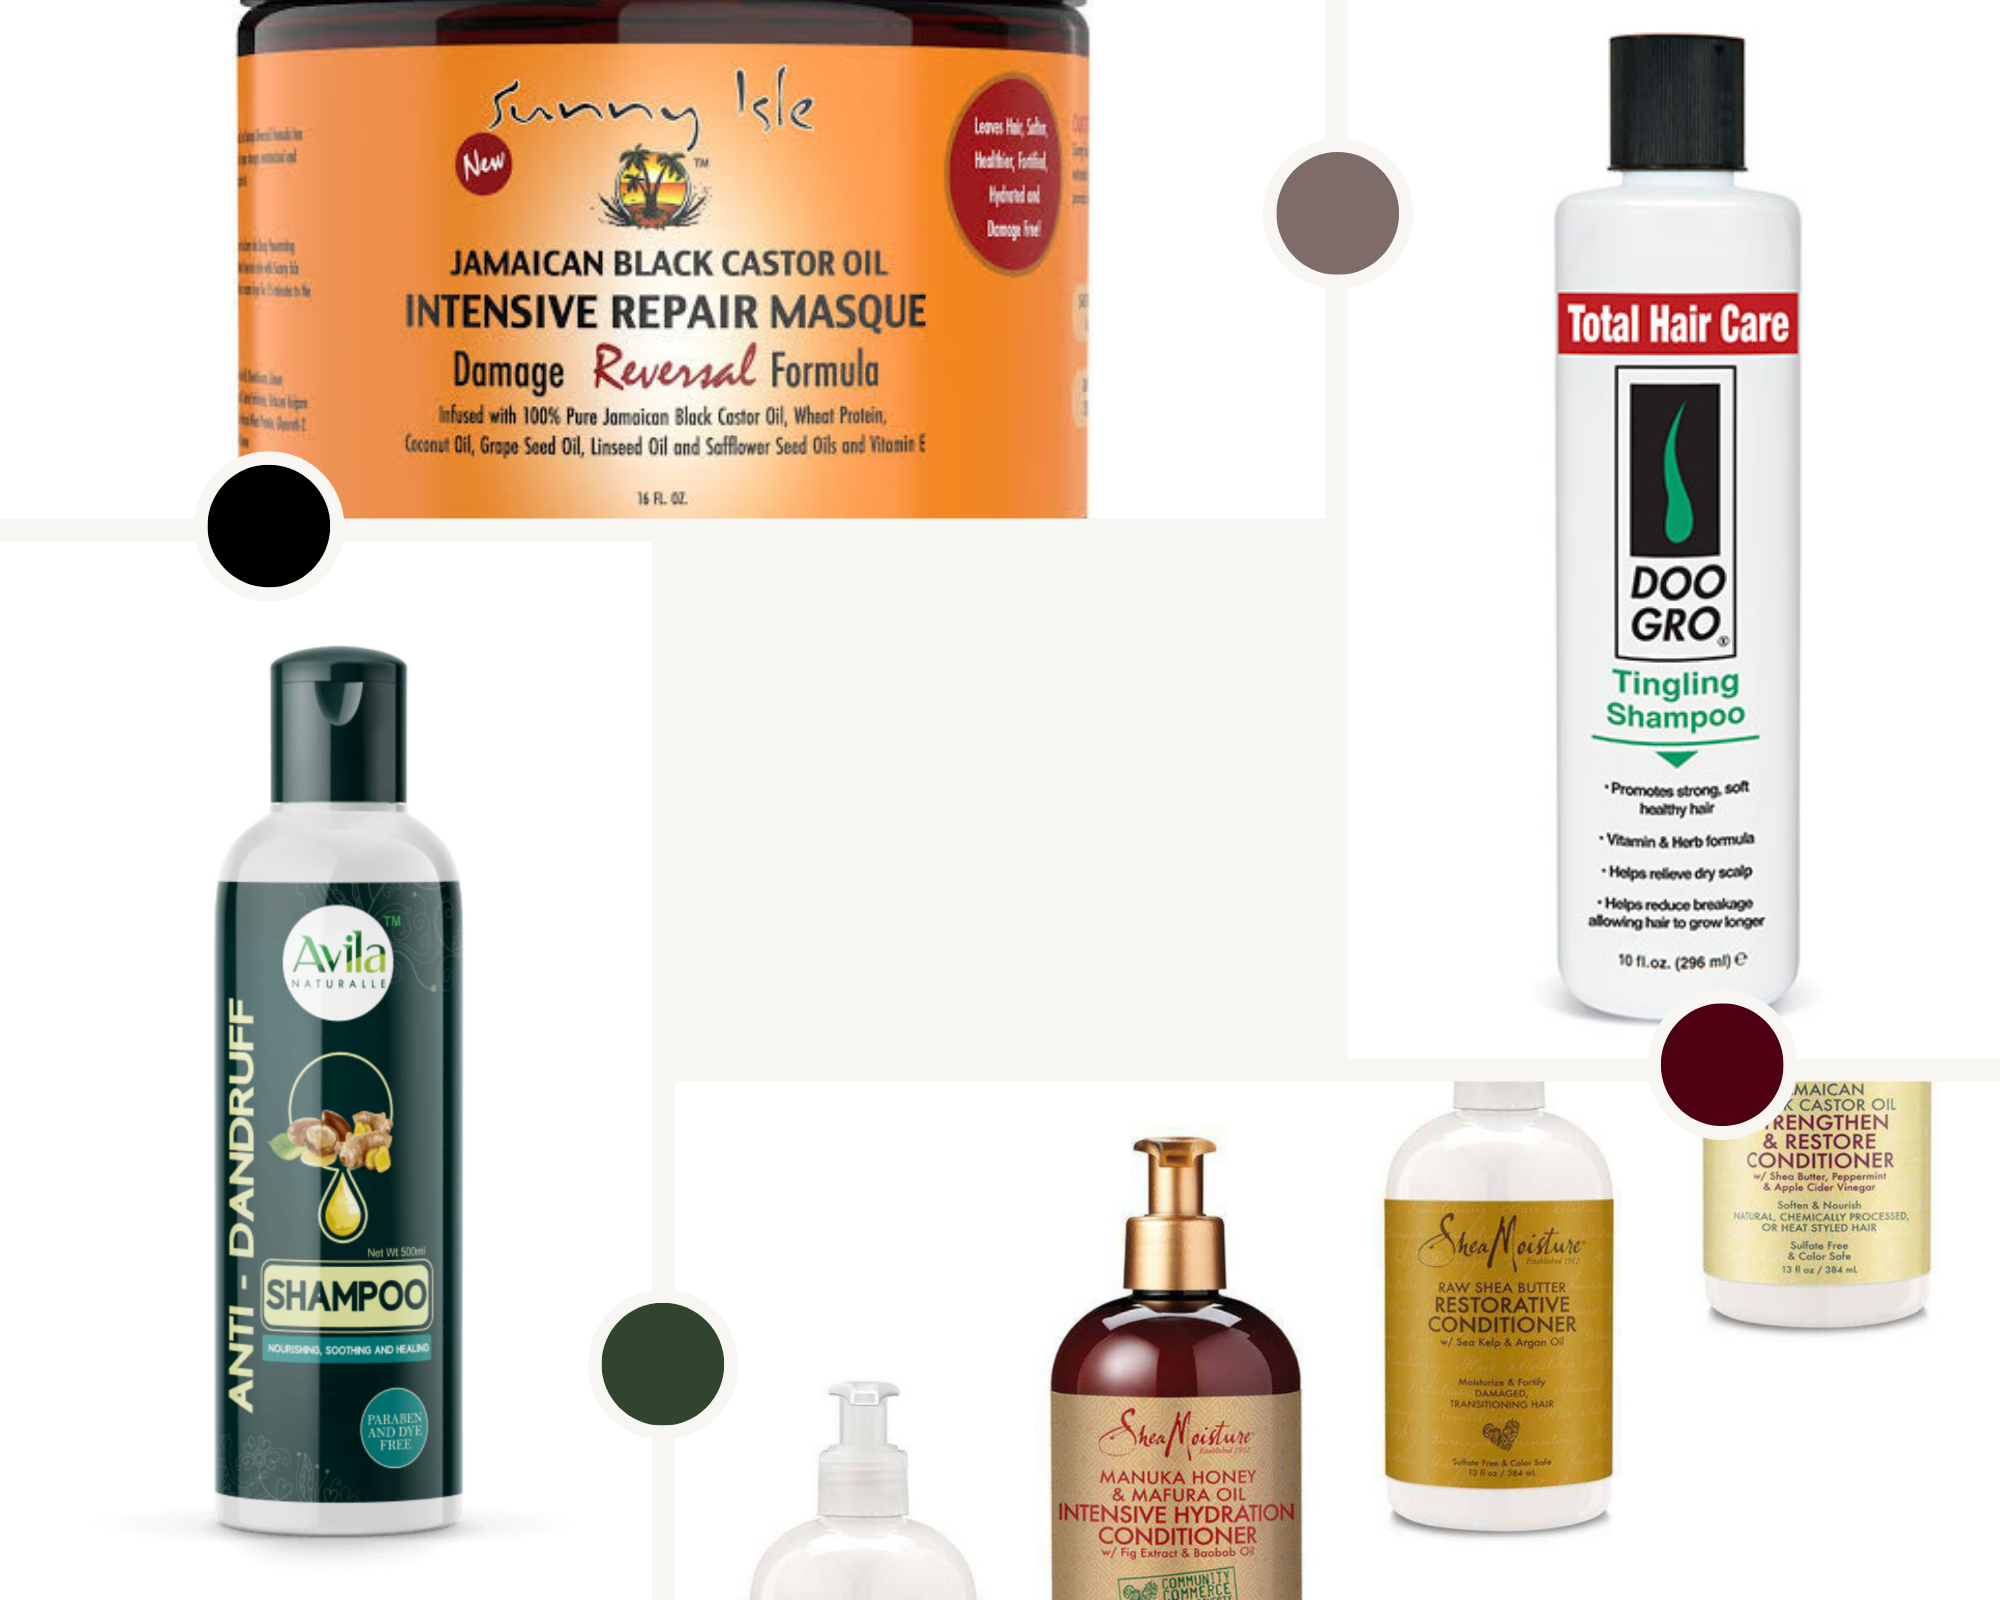 Sunny Isle
New
TM
Leaves Hair, Softer,
Healthier, Fortified,
Hydrated and
Damage Free!
JAMAICAN BLACK CASTOR OIL
INTENSIVE REPAIR MASQUE
Damage Reversal Formula
Infused with 100% Pure Jamaican Black Castor Oil, Wheat Protein,
Coconut Oil, Grape Seed Oil, Linseed Oil and Safflower Seed Oils and Vitamin E
16 FL. OZ.
Total Hair Care
DOO
GRO®
Tingling
Shampoo
• Promotes strong, soft
healthy hair
• Vitamin & Herb formula
• Helps relieve dry scalp
• Helps reduce breakage
allowing hair to grow longer
10 fl.oz. (296 ml) ℮
Avila TM
NATURALLE
ANTI - DANDRUFF
Net Wt 500ml
SHAMPOO
NOURISHING, SOOTHING AND HEALING
PARABEN
AND DYE
FREE
SheaMoisture
Established 1912
MANUKA HONEY
& MAFURA OIL
INTENSIVE HYDRATION
CONDITIONER
w/ Fig Extract & Baobab Oil
COMMUNITY
COMMERCE
SheaMoisture
Established 1912
RAW SHEA BUTTER
RESTORATIVE
CONDITIONER
w/ Sea Kelp & Argan Oil
Moisturize & Fortify
DAMAGED,
TRANSITIONING HAIR
Sulfate Free & Color Safe
13 fl oz / 384 mL
MAICAN
K CASTOR OIL
TRENGTHEN
& RESTORE
CONDITIONER
w/ Shea Butter, Peppermint
& Apple Cider Vinegar
Soften & Nourish
NATURAL, CHEMICALLY PROCESSED,
OR HEAT STYLED HAIR
Sulfate Free
& Color Safe
13 fl oz / 384 mL